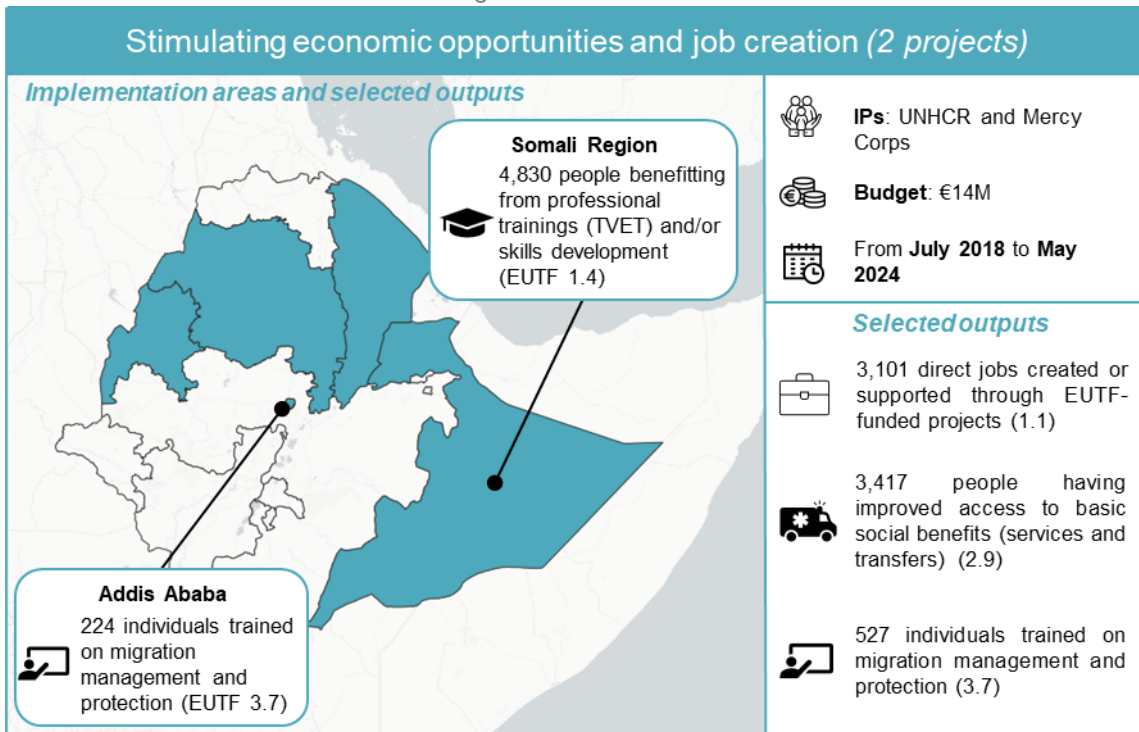 Stimulating economic opportunities and job creation (2 projects)
Implementation areas and selected outputs
Somali Region
4,830 people benefitting
from professional
trainings (TVET) and/or
skills development
(EUTF 1.4)
Addis Ababa
224 individuals trained
on migration
management and
protection (EUTF 3.7)
IPs: UNHCR and Mercy
Corps
Budget: €14M
From July 2018 to May
2024
Selected outputs
3,101 direct jobs created or
supported through EUTF-
funded projects (1.1)
3,417 people having
improved access to basic
social benefits (services and
transfers) (2.9)
527 individuals trained on
migration management and
protection (3.7)